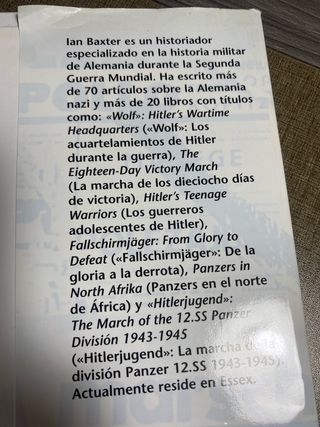 Ian Baxter es un historiador
especializado en la historia militar
de Alemania durante la Segunda
Guerra Mundial. Ha escrito más
de 70 artículos sobre la Alemania
nazi y más de 20 libros con títulos
como: «Wolf»: Hitler's Wartime
Headquarters («Wolf»: Los
acuartelamientos de Hitler
durante la guerra), The
Eighteen-Day Victory March
(La marcha de los dieciocho días
de victoria), Hitler's Teenage
Warriors (Los guerreros
adolescentes de Hitler),
Fallschirmjäger: From Glory to
Defeat («Fallschirmjäger»: De la
gloria a la derrota), Panzers in
North Afrika (Panzers en el norte
de África) y «Hitlerjugend»:
The March of the 12.SS Panzer
División 1943-1945
(«Hitlerjugend»: La marcha de la
división Panzer 12.SS 1943-1945).
Actualmente reside en Essex.